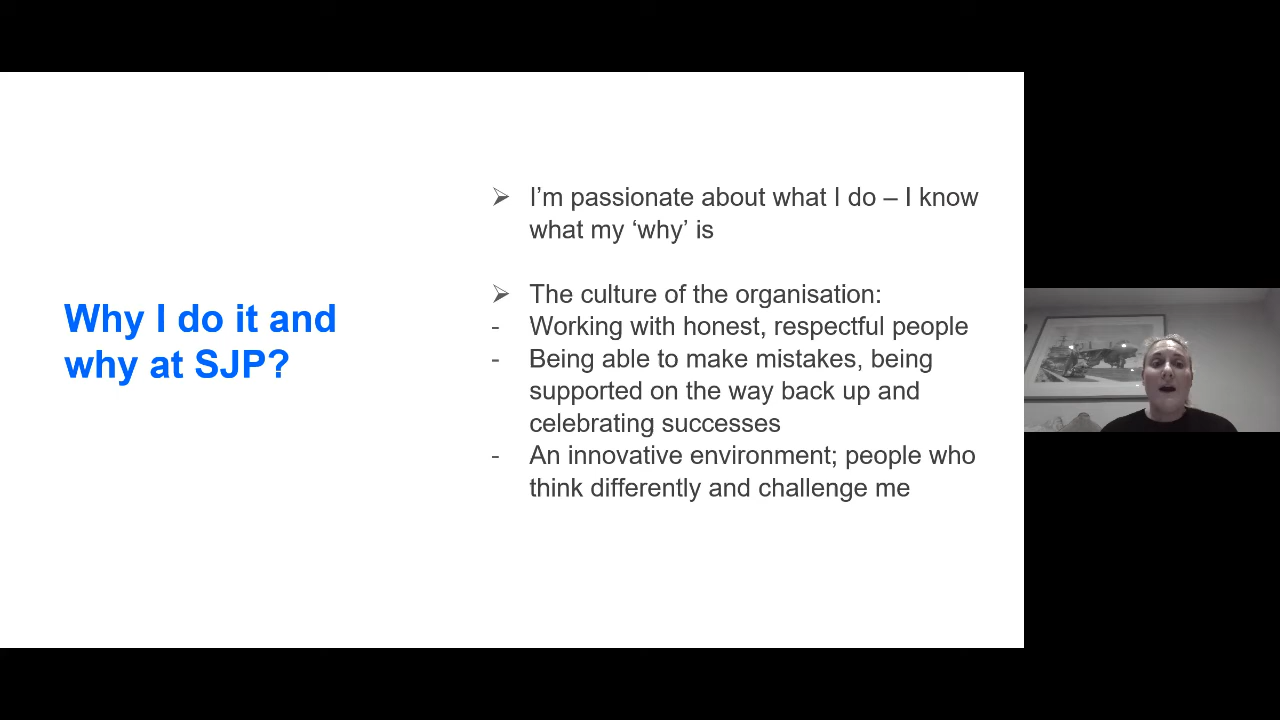 Why I do it and
why at SJP?
➢ I’m passionate about what I do – I know
what my ‘why’ is
➢ The culture of the organisation:
- Working with honest, respectful people
- Being able to make mistakes, being
supported on the way back up and
celebrating successes
- An innovative environment; people who
think differently and challenge me